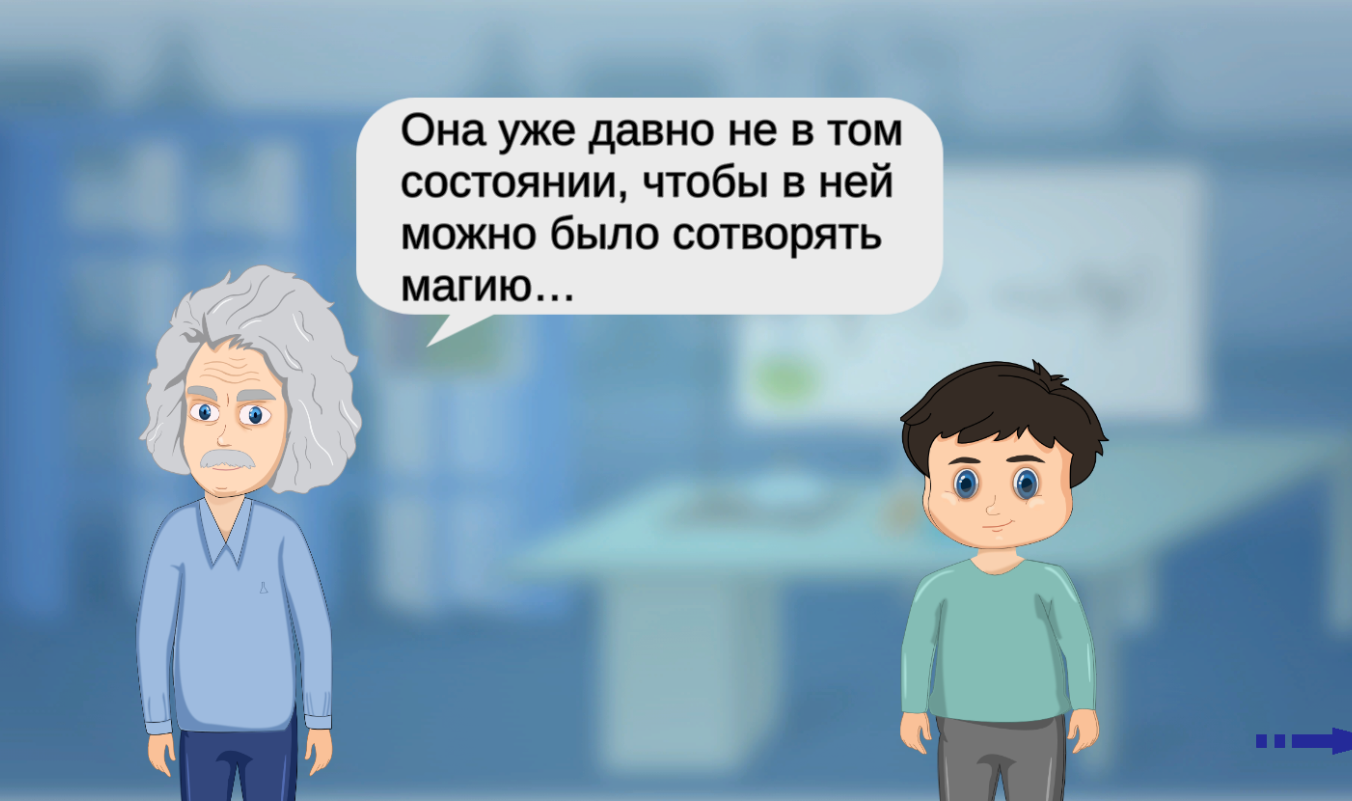 Она уже давно не в том
состоянии, чтобы в ней
можно было сотворять
магию...